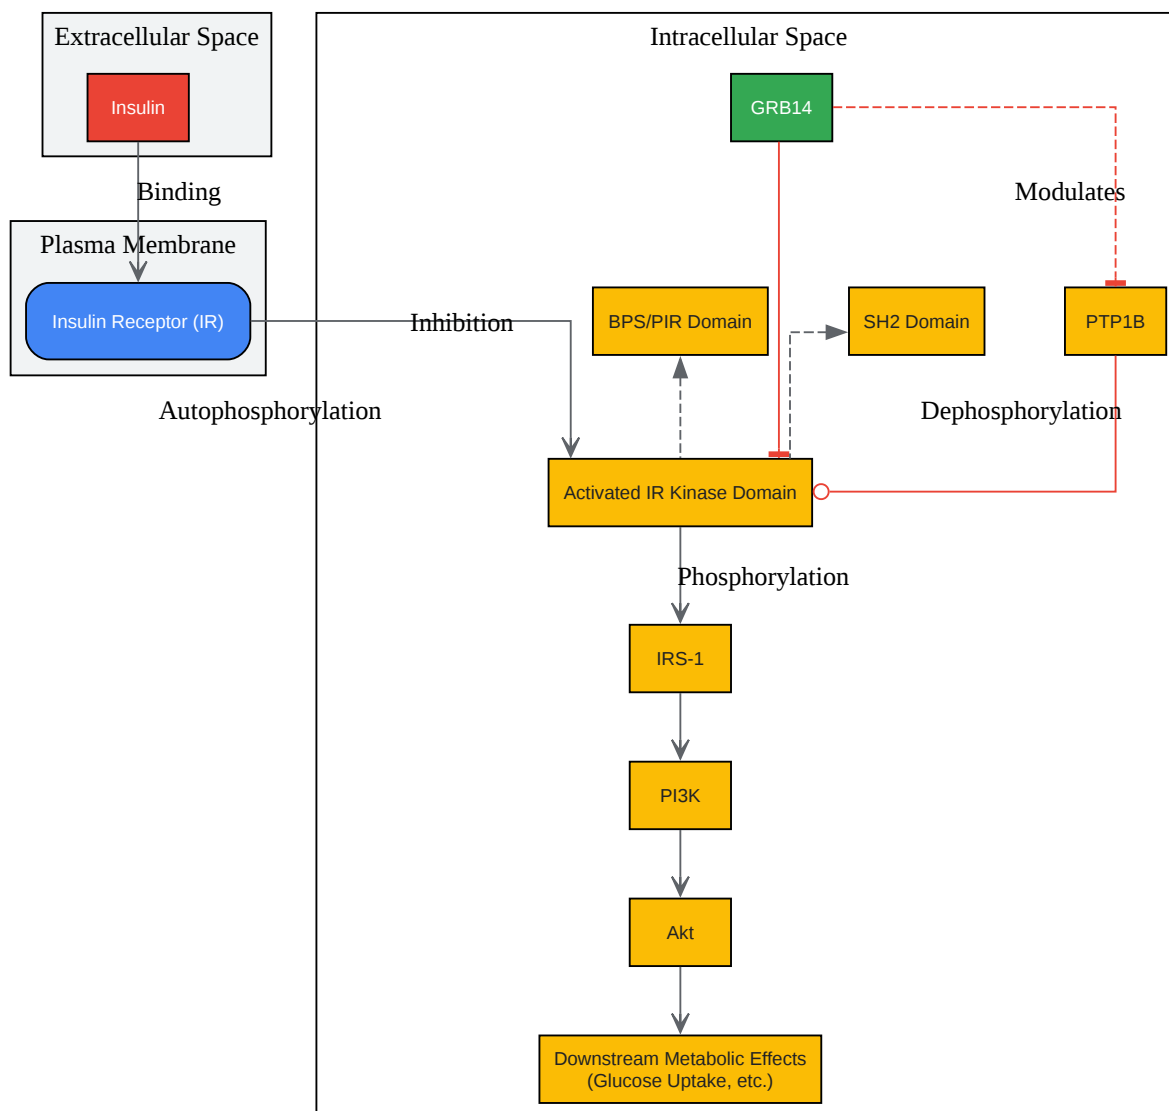 Extracellular Space
Intracellular Space
Insulin
GRB14
Binding
Modulates
Plasma Membrane
Insulin Receptor (IR)
Inhibition
BPS/PIR Domain
SH2 Domain
PTP1B
Autophosphorylation
Dephosphorylation
Activated IR Kinase Domain
Phosphorylation
IRS-1
PI3K
Akt
Downstream Metabolic Effects
(Glucose Uptake, etc.)